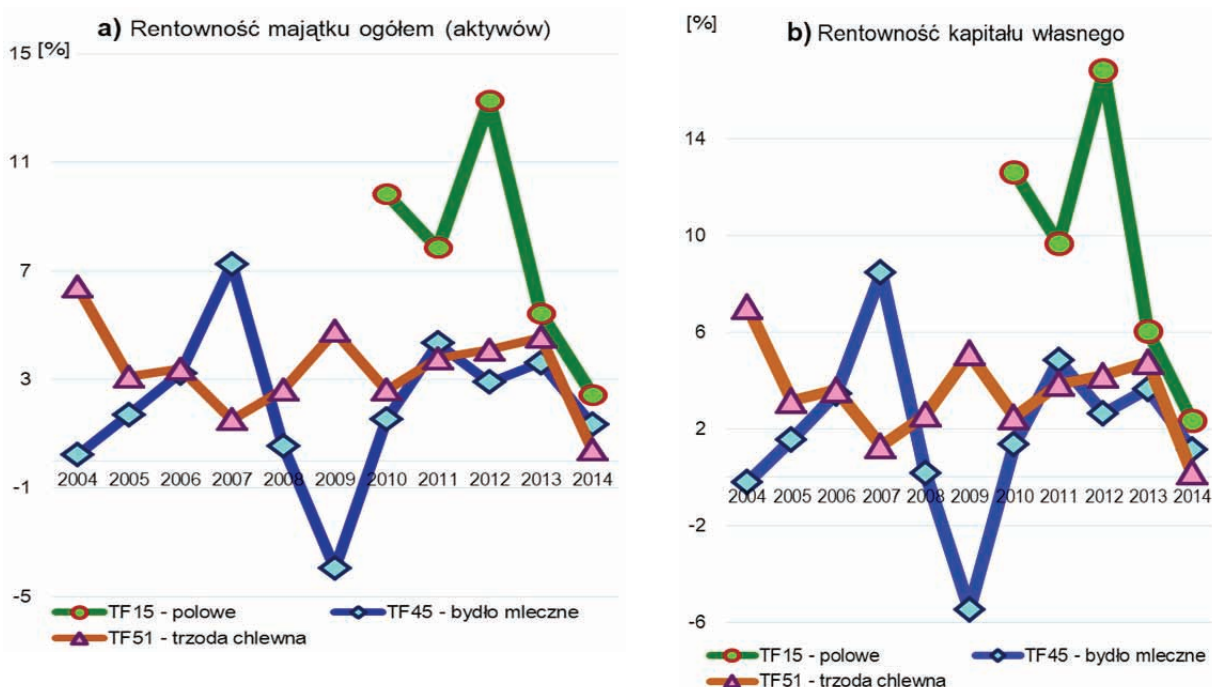 a) Rentowność majątku ogółem (aktywów)
[%]
15
11
7
3
-1
-5
2004 2005 2006 2007 2008 2009 2010 2011 2012 2013 2014
TF15 - polowe
TF45 - bydło mleczne
TF51 - trzoda chlewna
b) Rentowność kapitału własnego
[%]
14
10
6
2
-2
-6
2004 2005 2006 2007 2008 2009 2010 2011 2012 2013 2014
TF15 - polowe
TF45 - bydło mleczne
TF51 - trzoda chlewna